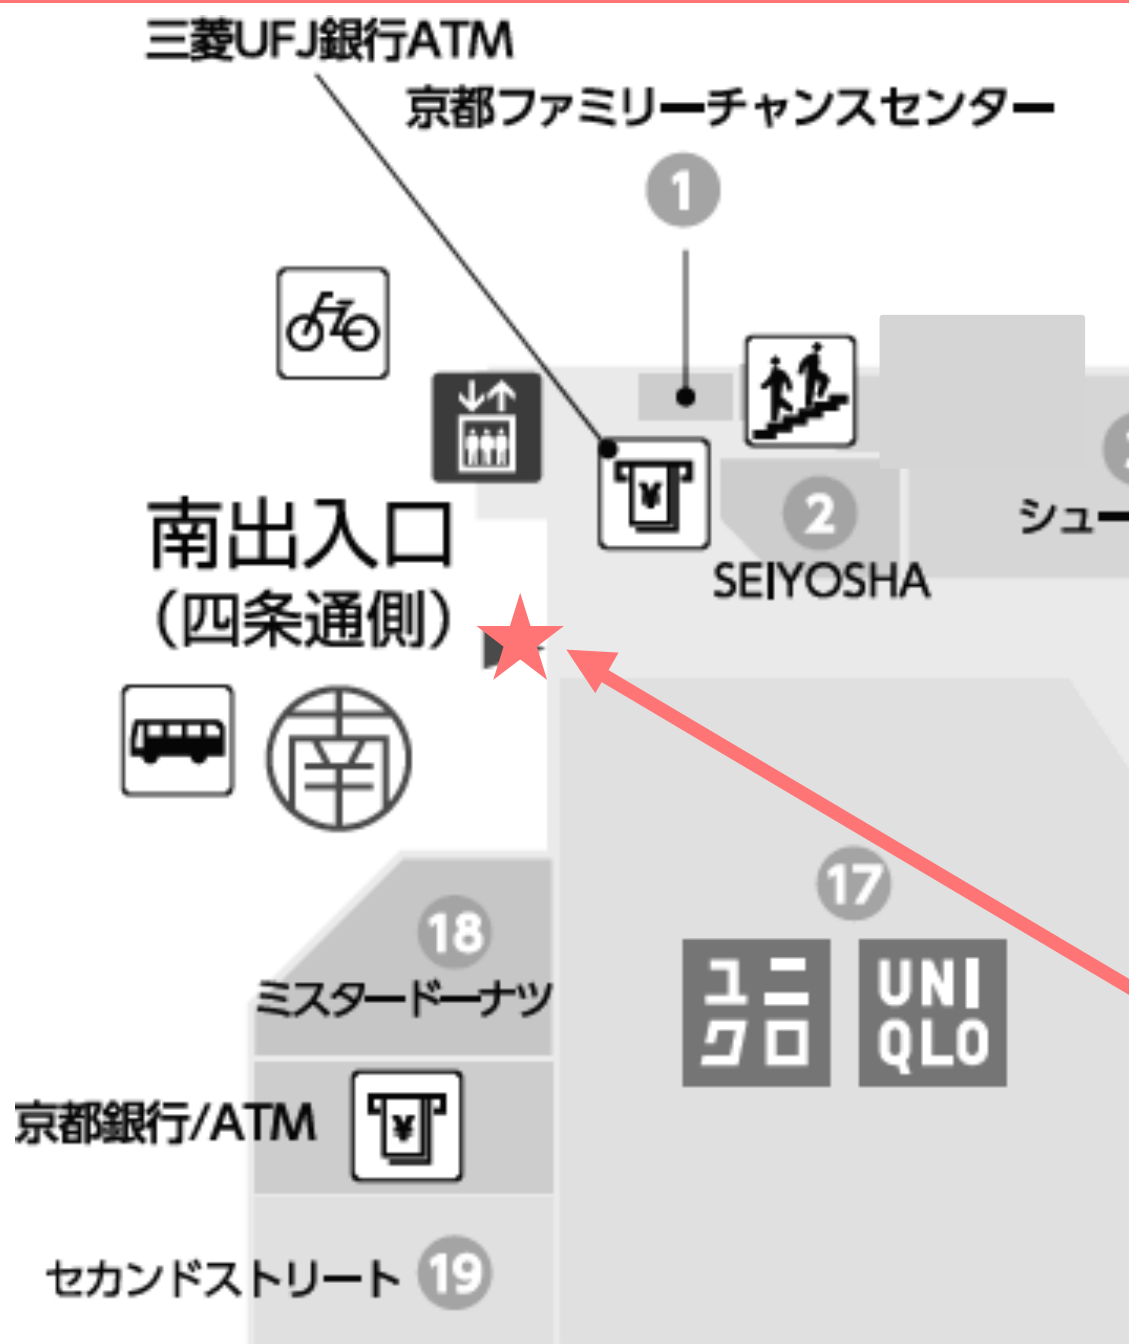 三菱UFJ銀行ATM
京都ファミリーチャンスセンター
1
2
SEIYOSHA
シュー
南出入口
（四条通側）
南
17
ユニクロ
UNIQLO
18
ミスタードーナツ
京都銀行/ATM
¥
¥
セカンドストリート
19